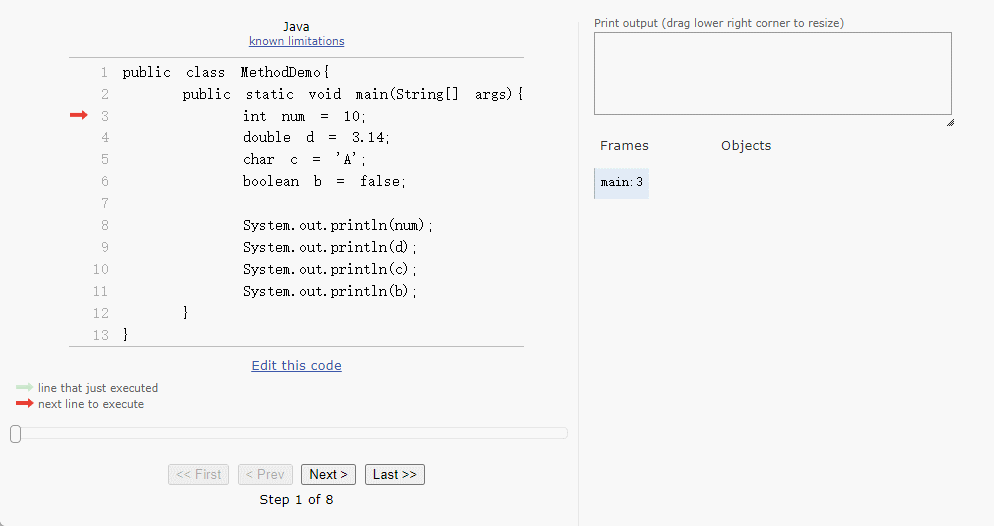 Java
known limitations
1 public class MethodDemo{
2 public static void main(String[] args){
3 int num = 10;
4 double d = 3.14;
5 char c = 'A';
6 boolean b = false;
7
8 System.out.println(num);
9 System.out.println(d);
10 System.out.println(c);
11 System.out.println(b);
12 }
13 }
Edit this code
line that just executed
next line to execute
<< First
< Prev
Next >
Last >>
Step 1 of 8
Print output (drag lower right corner to resize)
Frames
Objects
main:3